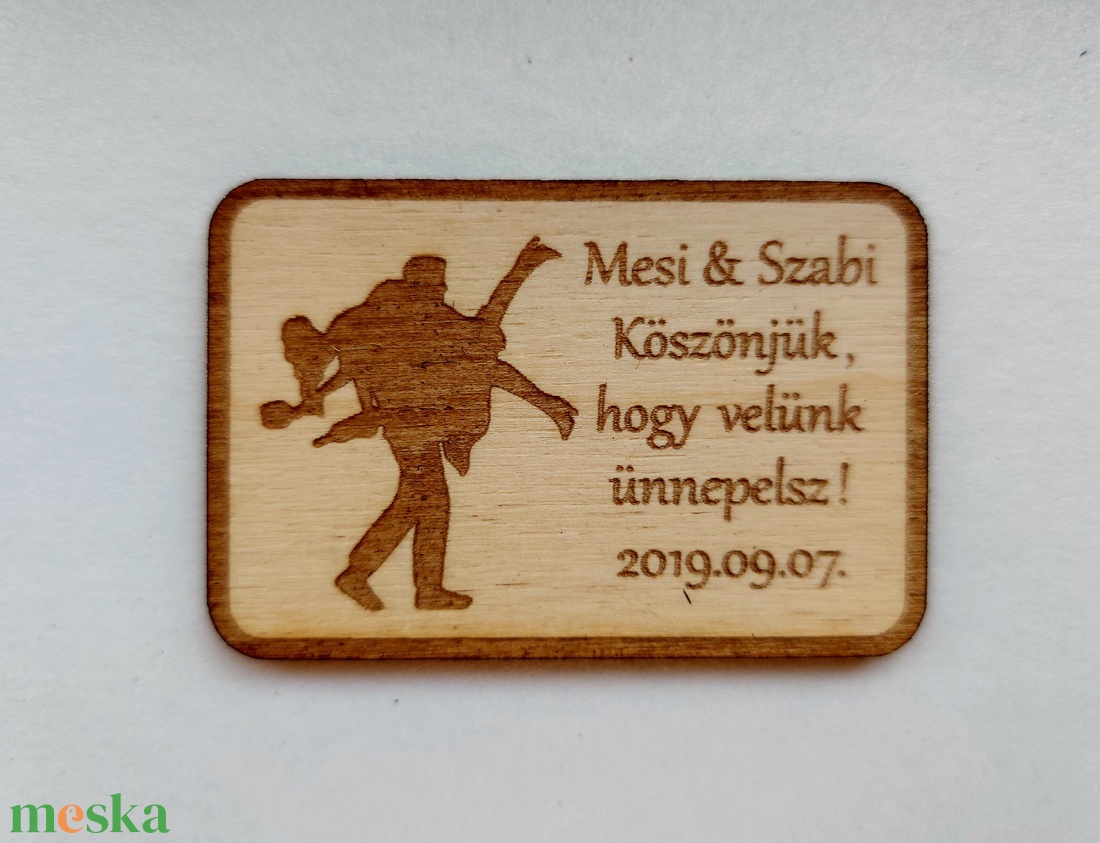 Mesi & Szabi
Köszönjük,
hogy velünk
ünnepelsz!
2019.09.07.
meska